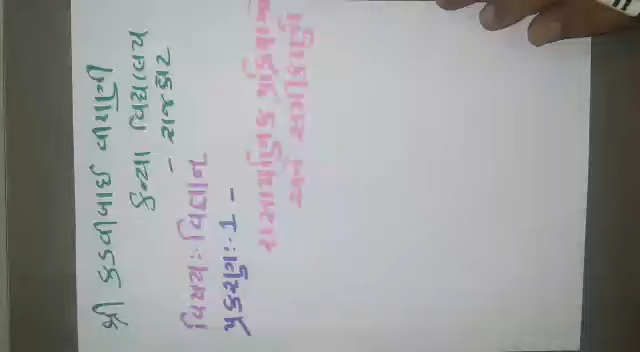 શ્રી કડવીબાઈ વીરાણી
કન્યા વિદ્યાલય
- રાજકોટ
વિષય:- વિજ્ઞાન
પ્રકરણ:- 1 -
રાસાયણિક પ્રક્રિયાઓ
અને સમીકરણો